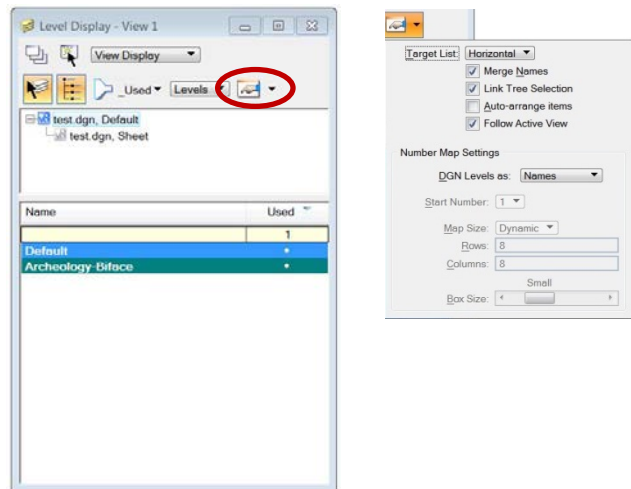 Level Display - View 1
View Display
_Used Levels
test.dgn, Default
test.dgn, Sheet
Name Used
1
Default
Archeology-Biface
Target List: Horizontal
Merge Names
Link Tree Selection
Auto-arrange items
Follow Active View
Number Map Settings
DGN Levels as: Names
Start Number: 1
Map Size: Dynamic
Rows: 8
Columns: 8
Small
Box Size: